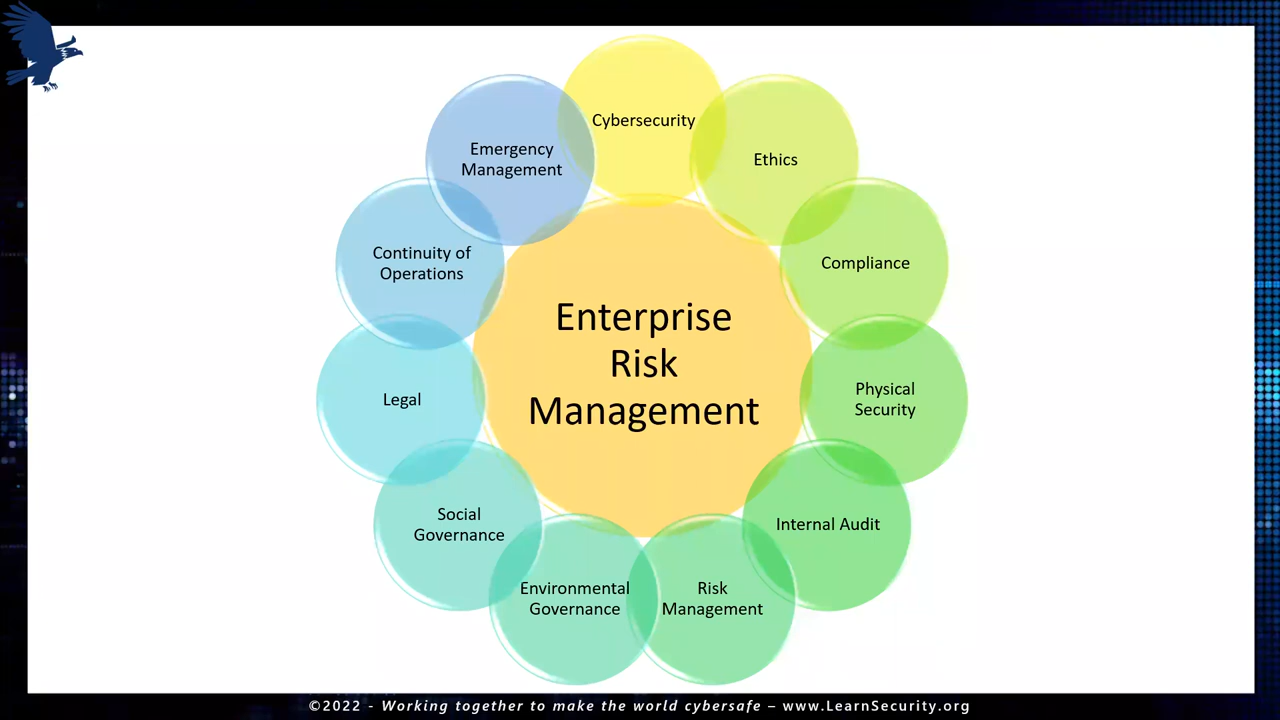 Cybersecurity
Ethics
Compliance
Physical
Security
Internal Audit
Risk
Management
Environmental
Governance
Social
Governance
Legal
Continuity of
Operations
Emergency
Management
Enterprise
Risk
Management
©2022 - Working together to make the world cybersafe – www.LearnSecurity.org